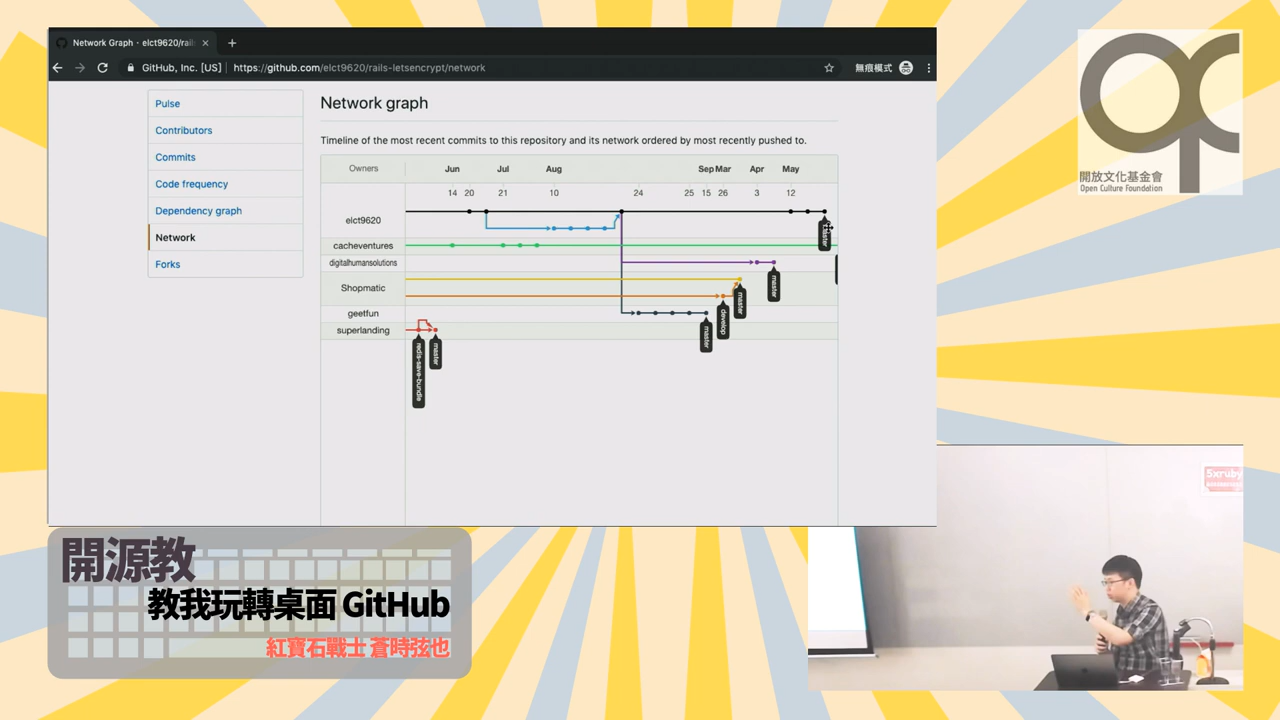 Network Graph · elct9620/rail
GitHub, Inc. [US]
https://github.com/elct9620/rails-letsencrypt/network
無痕模式
Pulse
Contributors
Commits
Code frequency
Dependency graph
Network
Forks
Network graph
Timeline of the most recent commits to this repository and its network ordered by most recently pushed to.
Owners Jun Jul Aug Sep Mar Apr May
14 20 21 10 24 25 15 26 3 12
elct9620
master
cacheventures
digitalhumansolutions
master
Shopmatic
master
develop
geetfun
master
superlanding
redis-save-bundle
master
開放文化基金會
Open Culture Foundation
5xruby
開源教
教我玩轉桌面 GitHub
紅寶石戰士 蒼時弦也